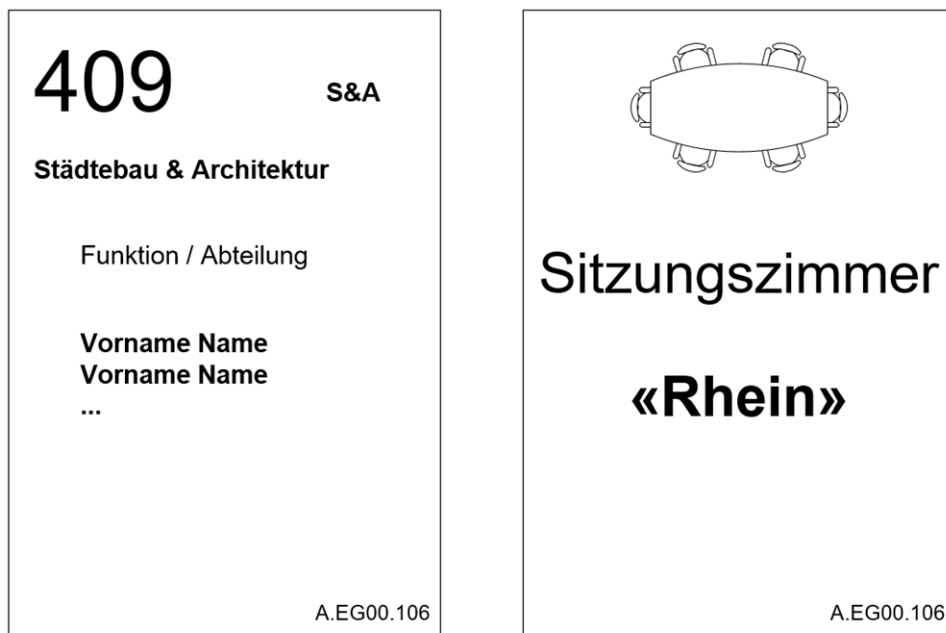 409
S&A
Städtebau & Architektur
Funktion / Abteilung
Vorname Name
Vorname Name
...
A.EG00.106
Sitzungszimmer
«Rhein»
A.EG00.106